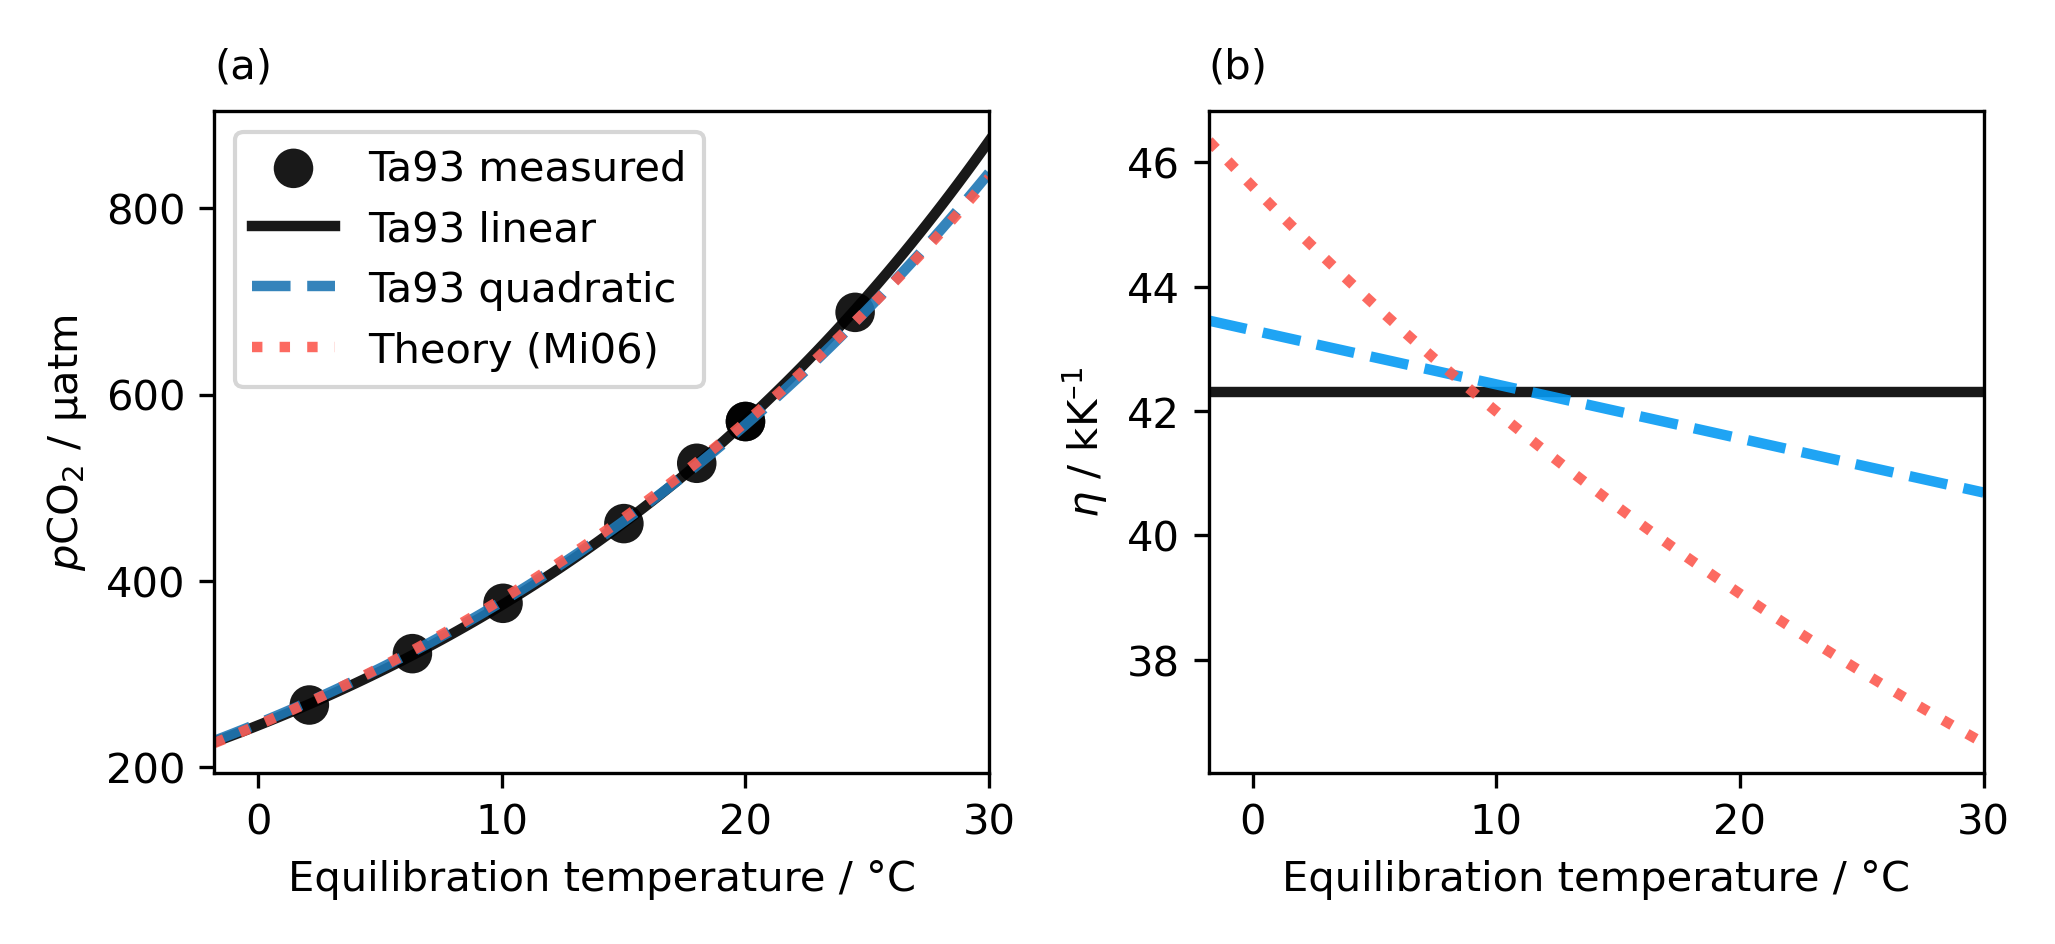 (a)
Ta93 measured
Ta93 linear
Ta93 quadratic
Theory (Mi06)
800
600
400
200
pCO₂ / µatm
0 10 20 30
Equilibration temperature / °C
(b)
46
44
42
40
38
η / kK⁻¹
0 10 20 30
Equilibration temperature / °C